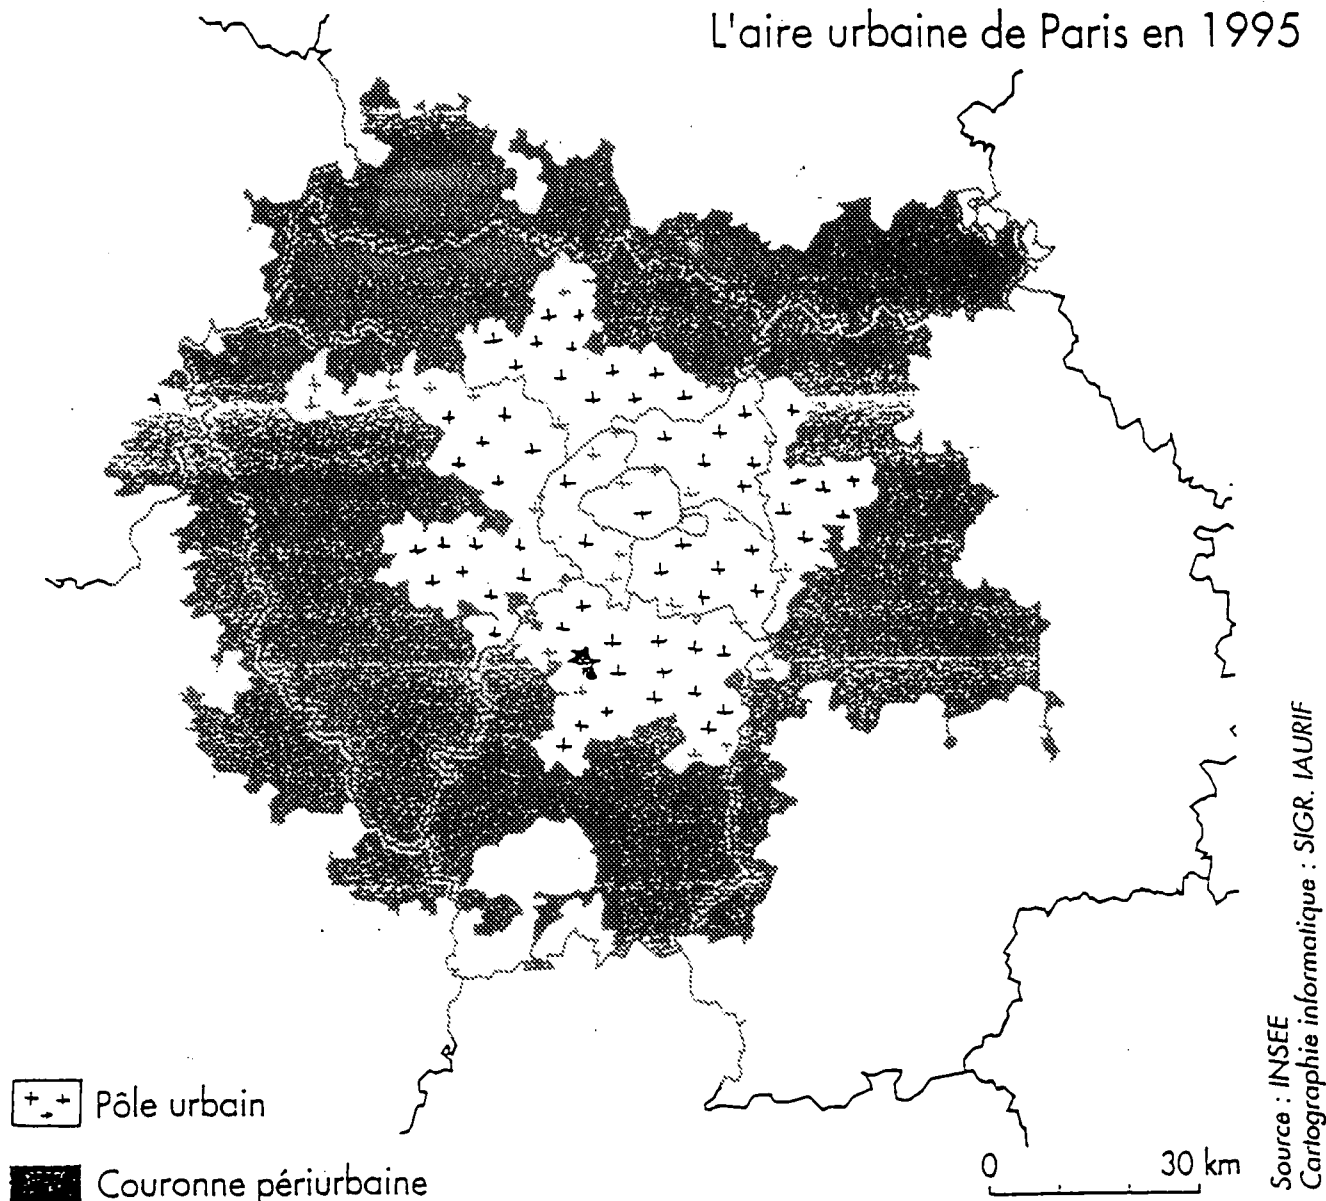 L'aire urbaine de Paris en 1995
Pôle urbain
Couronne périurbaine
0 30 km
Source : INSEE
Cartographie informatique : SIGR. IAURIF